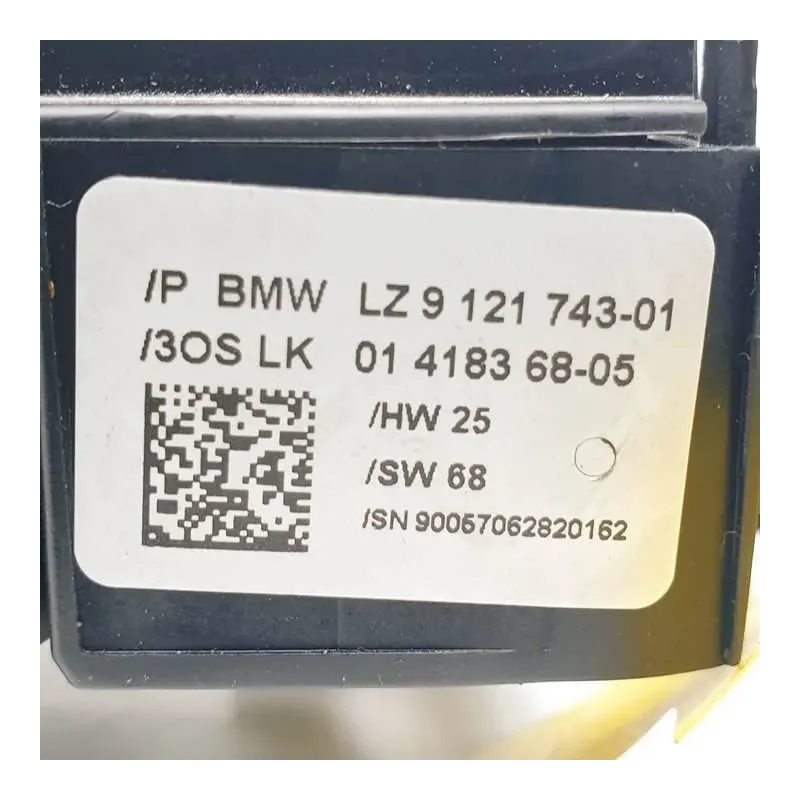 /P BMW LZ 9 121 743-01
/3OS LK 01 4183 68-05
/HW 25
/SW 68
/SN 90057062820162